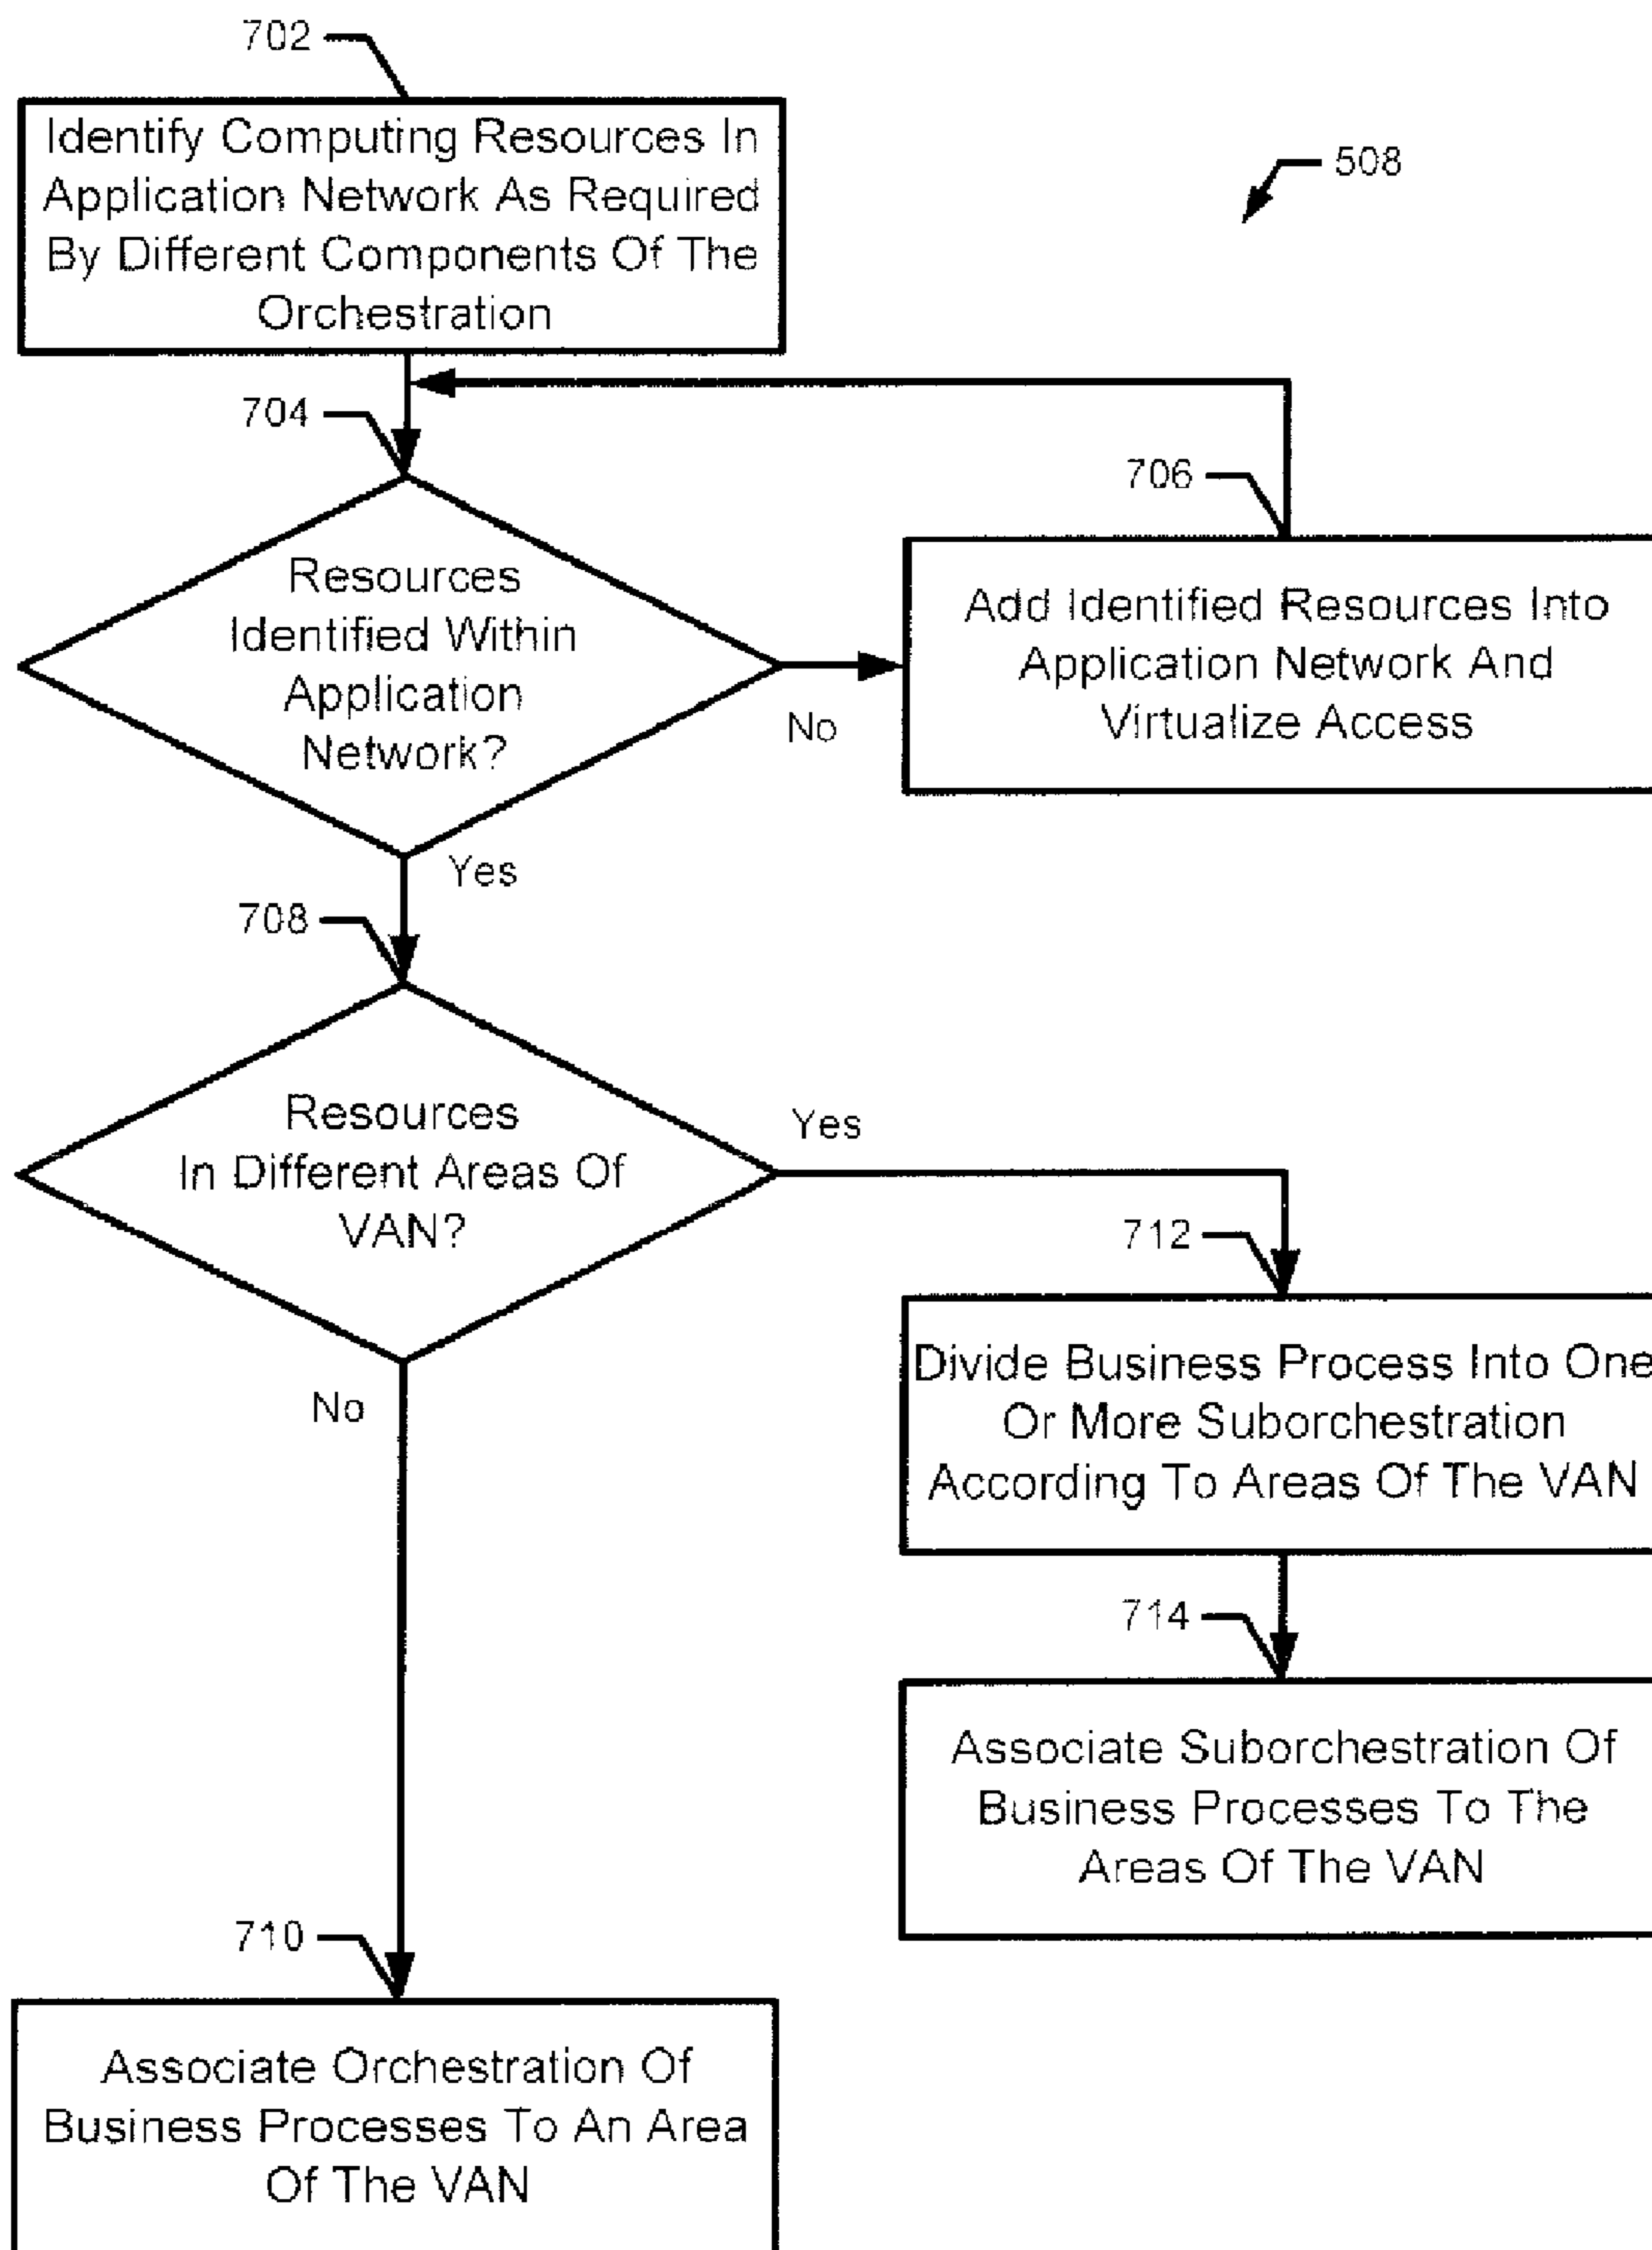 702
Identify Computing Resources In
Application Network As Required
By Different Components Of The
Orchestration
508
704
Resources
Identified Within
Application
Network?
No
706
Add Identified Resources Into
Application Network And
Virtualize Access
Yes
708
Resources
In Different Areas Of
VAN?
Yes
712
Divide Business Process Into One
Or More Suborchestration
According To Areas Of The VAN
No
714
Associate Suborchestration Of
Business Processes To The
Areas Of The VAN
710
Associate Orchestration Of
Business Processes To An Area
Of The VAN